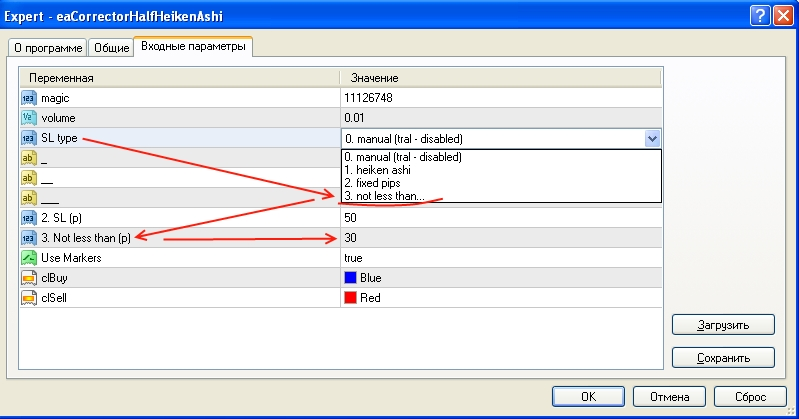 Expert - eaCorrectorHalfHeikenAshi
О программе Общие Входные параметры
Переменная Значение
magic 11126748
volume 0.01
SL type 0. manual (tral - disabled)
0. manual (tral - disabled)
_ 1. heiken ashi
__ 2. fixed pips
___ 3. not less than...
2. SL (p) 50
3. Not less than (p) 30
Use Markers true
clBuy Blue
clSell Red
Загрузить
Сохранить
OK Отмена Сброс